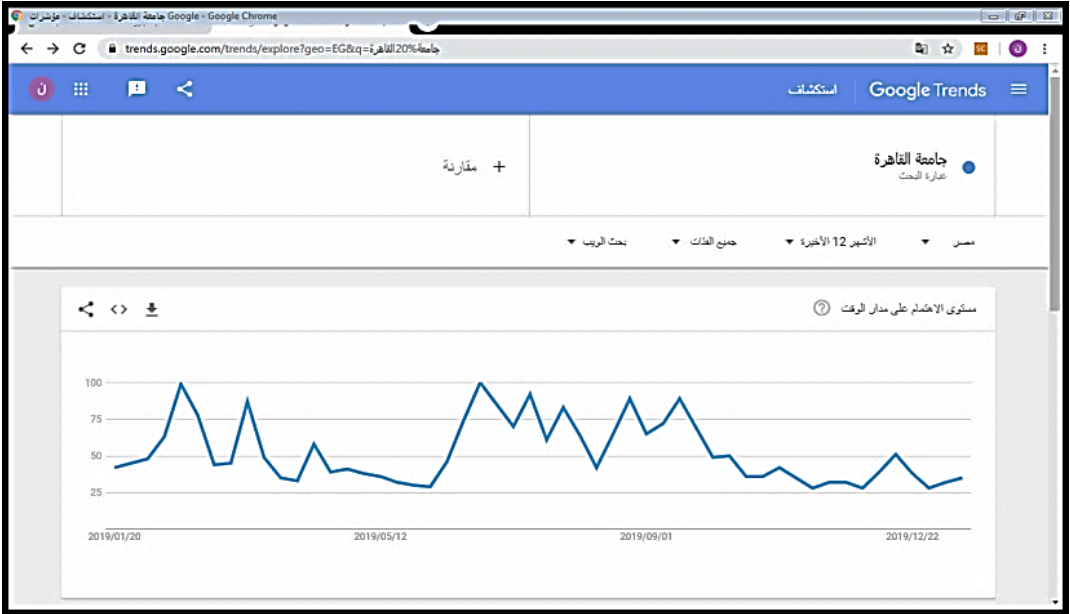 جامعة القاهرة - استكشاف - مؤشرات Google - Google Chrome
trends.google.com/trends/explore?geo=EG&q=جامعة%20القاهرة
SC
ن
Google Trends
استكشاف
ن
جامعة القاهرة
عبارة البحث
+ مقارنة
مصر
الأشهر 12 الأخيرة
جميع الفئات
بحث الويب
مستوى الاهتمام على مدار الوقت
100
75
50
25
2019/01/20
2019/05/12
2019/09/01
2019/12/22